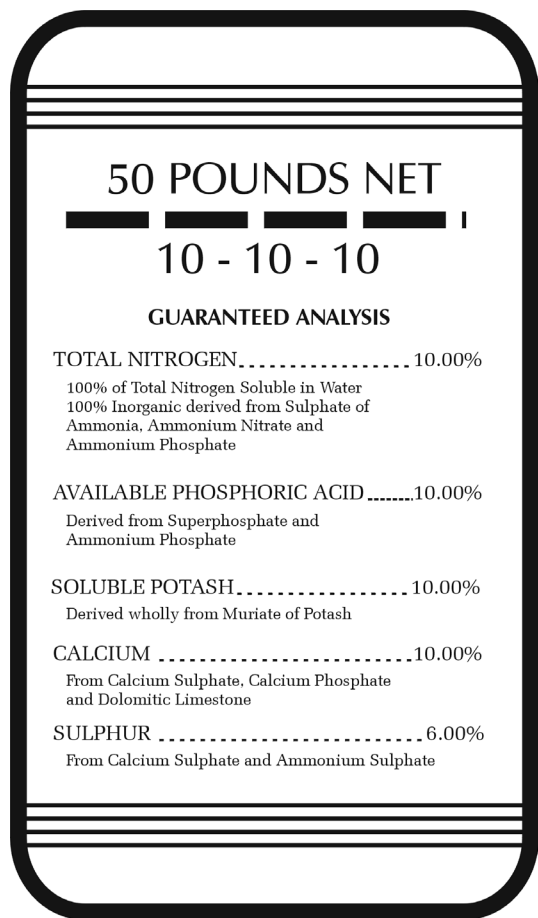 50 POUNDS NET
10 - 10 - 10
GUARANTEED ANALYSIS
TOTAL NITROGEN 10.00%
100% of Total Nitrogen Soluble in Water
100% Inorganic derived from Sulphate of
Ammonia, Ammonium Nitrate and
Ammonium Phosphate
AVAILABLE PHOSPHORIC ACID 10.00%
Derived from Superphosphate and
Ammonium Phosphate
SOLUBLE POTASH 10.00%
Derived wholly from Muriate of Potash
CALCIUM 10.00%
From Calcium Sulphate, Calcium Phosphate
and Dolomitic Limestone
SULPHUR 6.00%
From Calcium Sulphate and Ammonium Sulphate